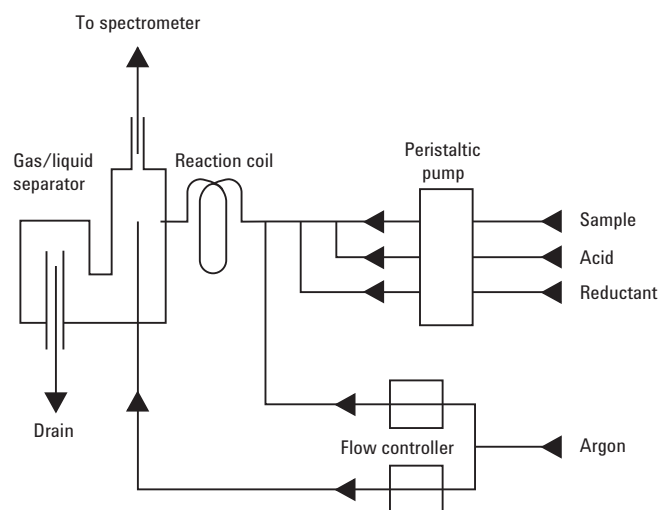 To spectrometer
Gas/liquid
separator
Reaction coil
Peristaltic
pump
Sample
Acid
Reductant
Drain
Flow controller
Argon